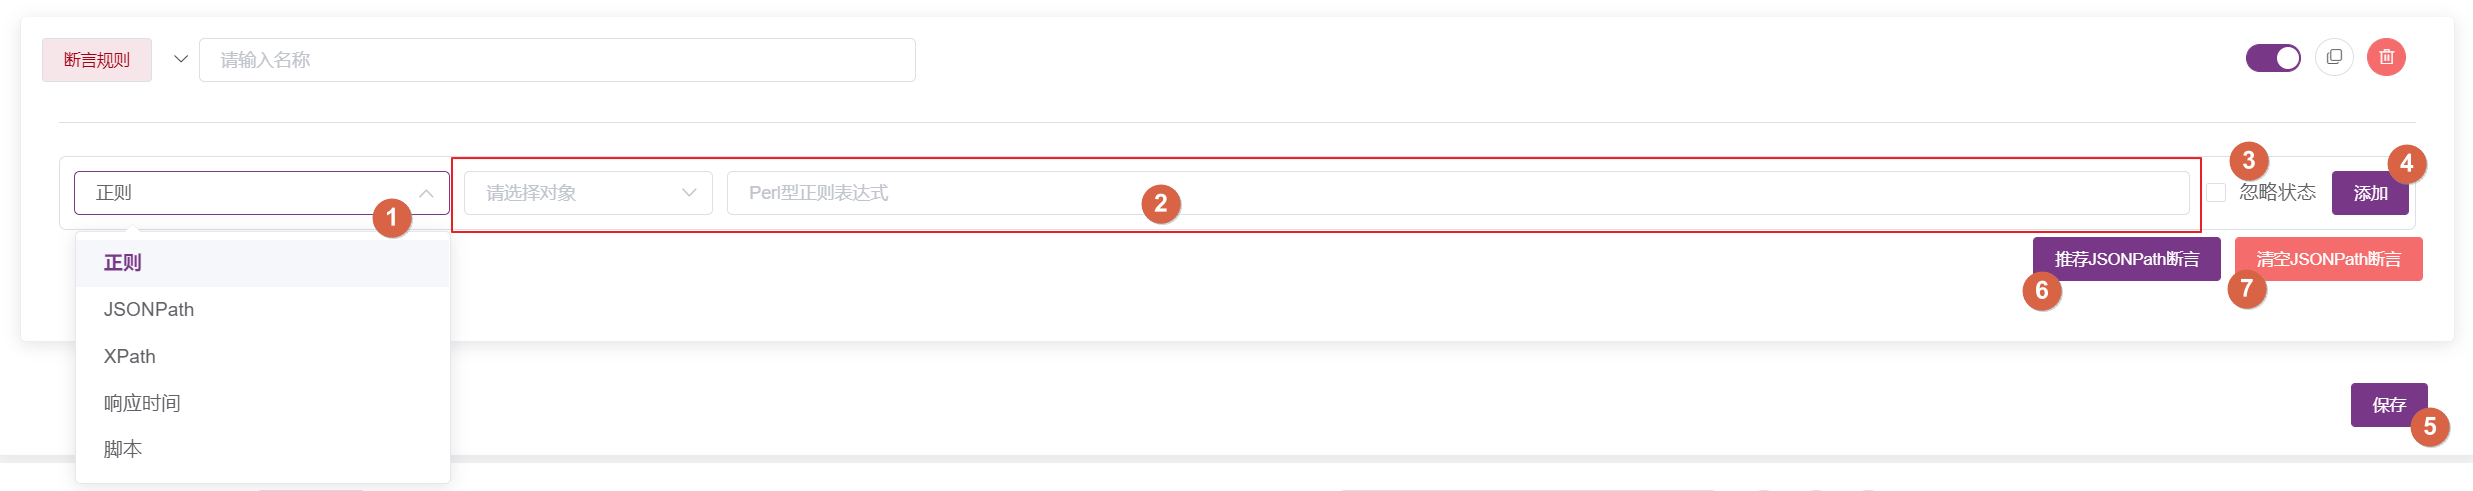 断言规则
请输入名称
正则
请选择对象
Perl型正则表达式
忽略状态
添加
1
2
3
4
正则
JSONPath
XPath
响应时间
脚本
推荐JSONPath断言
清空JSONPath断言
6
7
保存
5